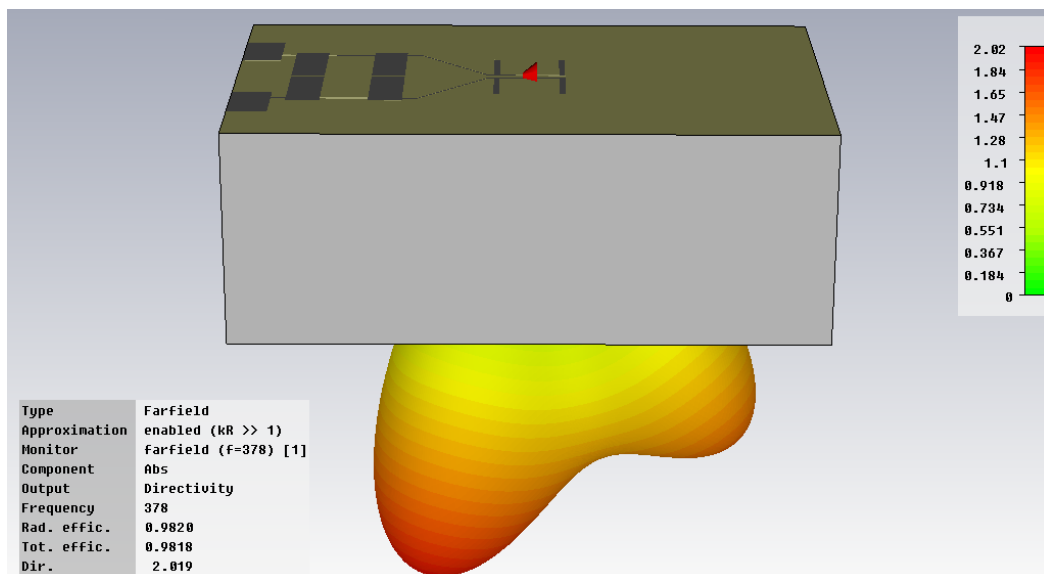 2.02
1.84
1.65
1.47
1.28
1.1
0.918
0.734
0.551
0.367
0.184
0
Type Farfield
Approximation enabled (kR >> 1)
Monitor farfield (f=378) [1]
Component Abs
Output Directivity
Frequency 378
Rad. effic. 0.9820
Tot. effic. 0.9818
Dir. 2.019